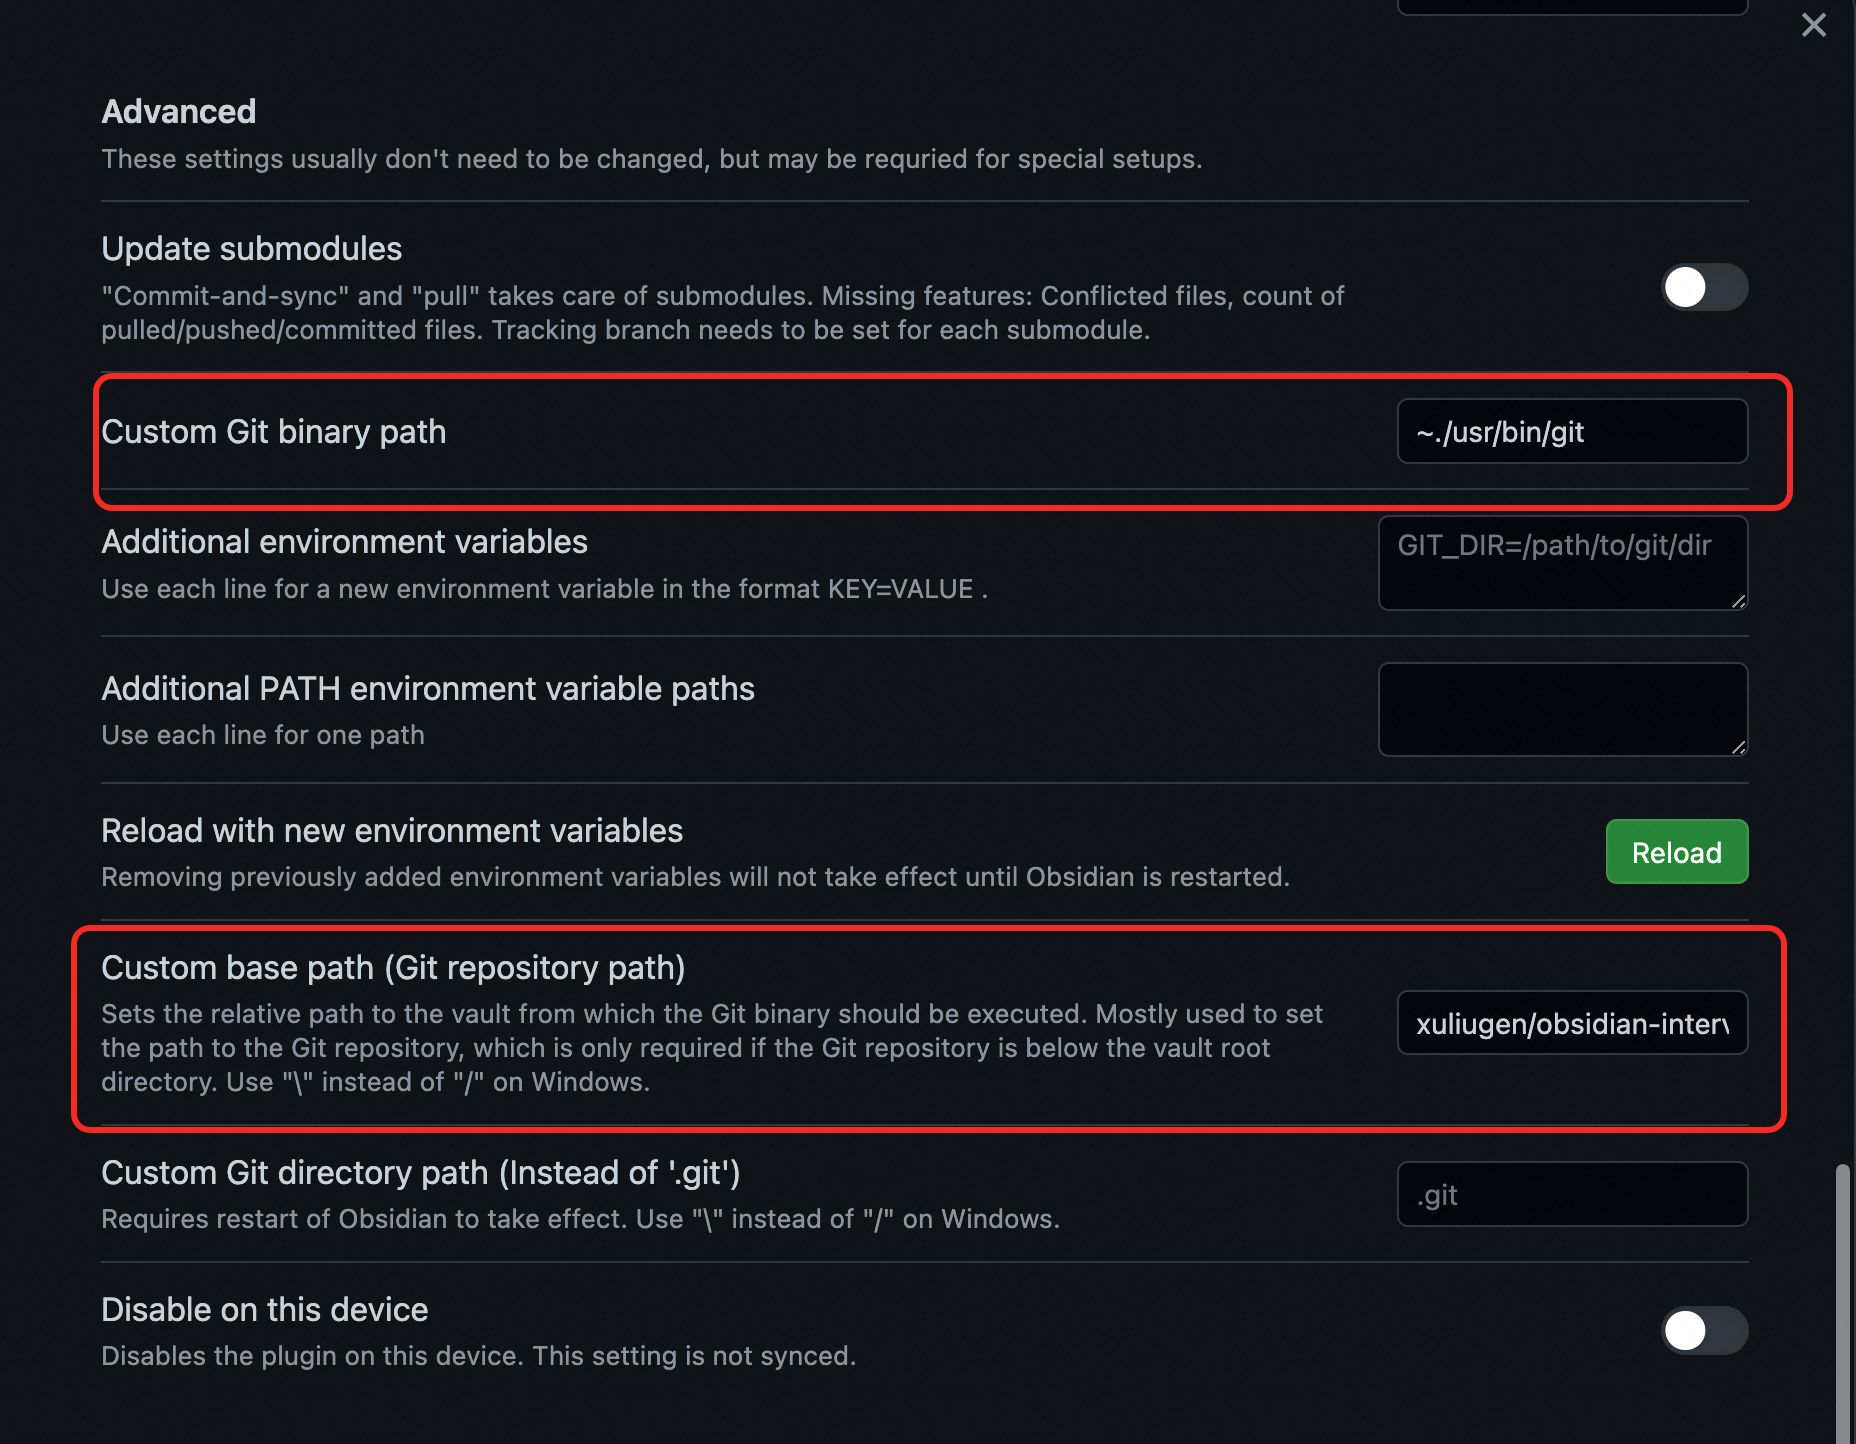 Advanced
These settings usually don't need to be changed, but may be requried for special setups.
Update submodules
"Commit-and-sync" and "pull" takes care of submodules. Missing features: Conflicted files, count of
pulled/pushed/committed files. Tracking branch needs to be set for each submodule.
Custom Git binary path
~./usr/bin/git
Additional environment variables
Use each line for a new environment variable in the format KEY=VALUE .
GIT_DIR=/path/to/git/dir
Additional PATH environment variable paths
Use each line for one path
Reload with new environment variables
Removing previously added environment variables will not take effect until Obsidian is restarted.
Reload
Custom base path (Git repository path)
Sets the relative path to the vault from which the Git binary should be executed. Mostly used to set
the path to the Git repository, which is only required if the Git repository is below the vault root
directory. Use "\" instead of "/" on Windows.
xuliugen/obsidian-interv
Custom Git directory path (Instead of '.git')
Requires restart of Obsidian to take effect. Use "\" instead of "/" on Windows.
.git
Disable on this device
Disables the plugin on this device. This setting is not synced.